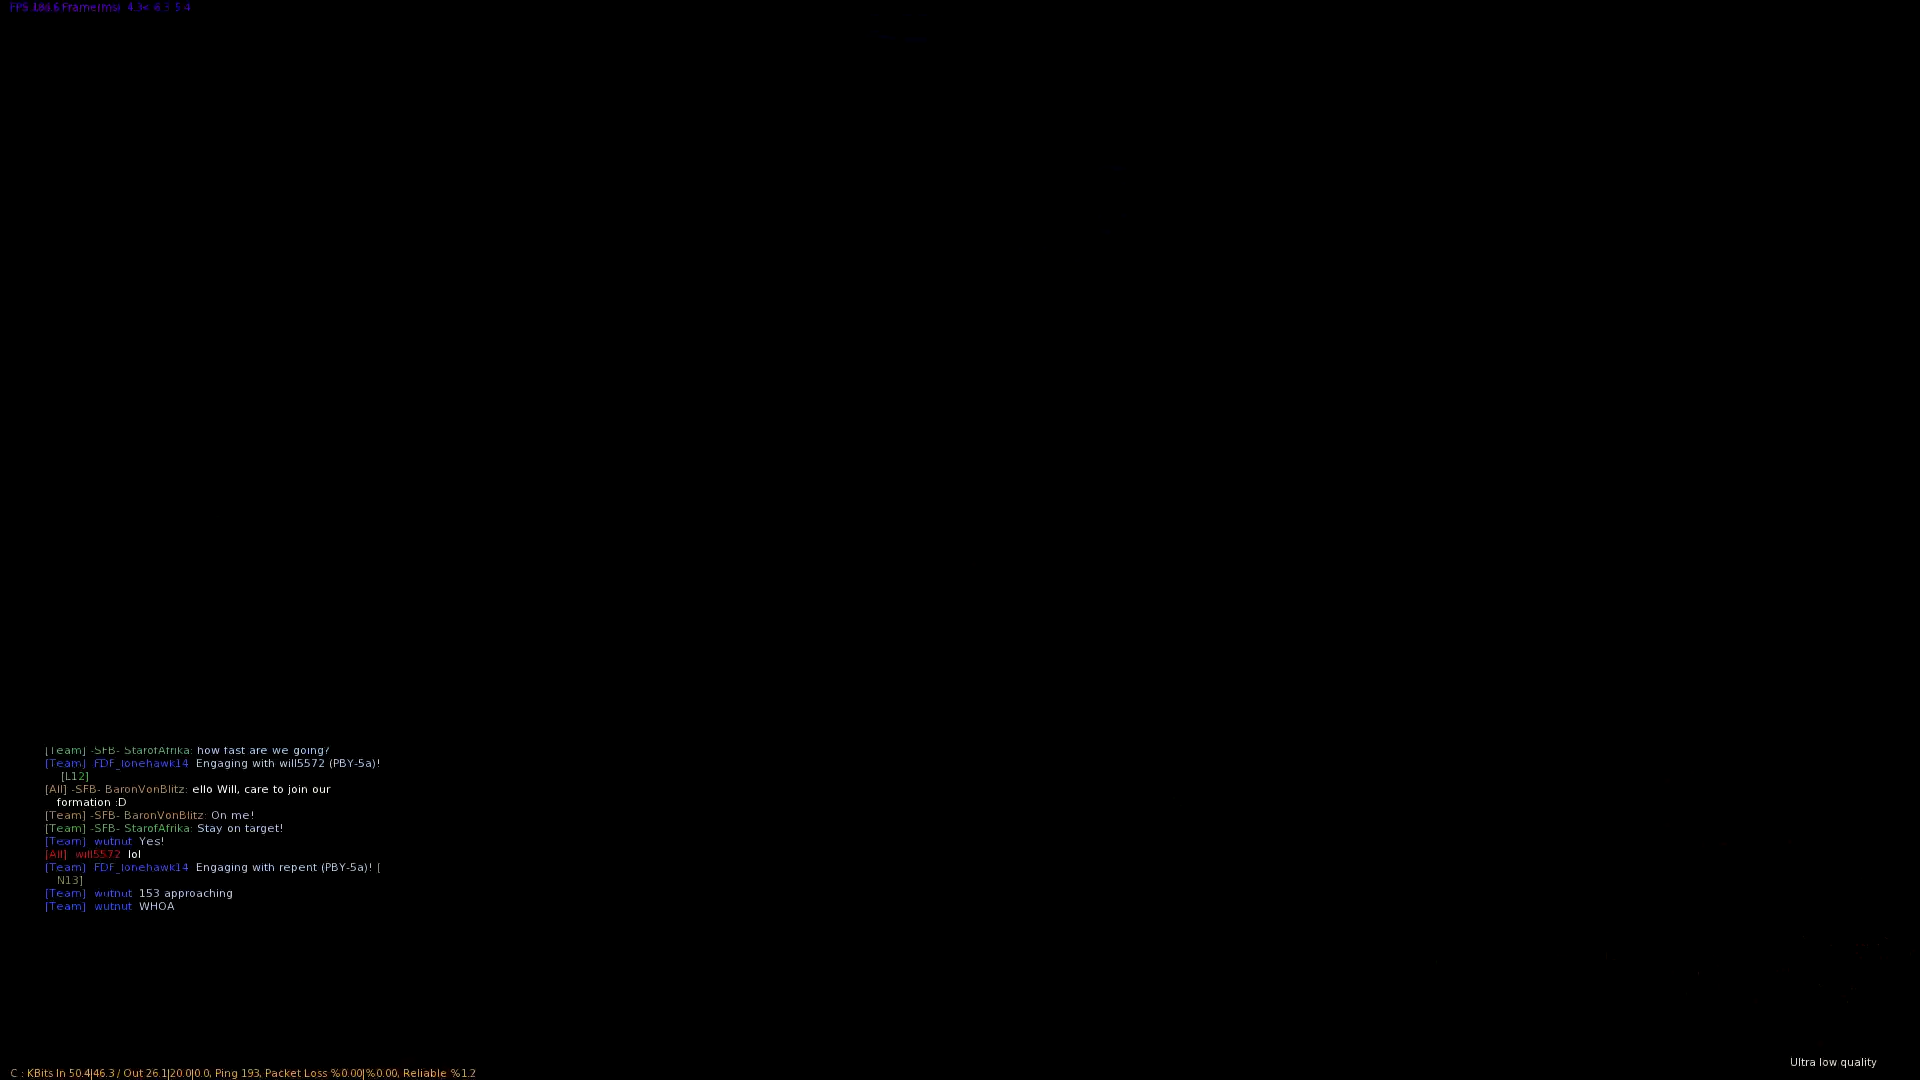 [Team] -SFB- StarofAfrika: how fast are we going?
[Team] FDF_lonehawk14 Engaging with will5572 (PBY-5a)!
[L12]
[All] -SFB- BaronVonBlitz: ello Will, care to join our
formation :D
[Team] -SFB- BaronVonBlitz: On me!
[Team] -SFB- StarofAfrika: Stay on target!
[Team] wutnut Yes!
[All] will5572 lol
[Team] FDF_lonehawk14 Engaging with repent (PBY-5a)! [
N13]
[Team] wutnut 153 approaching
[Team] wutnut WHOA
Ultra low quality
C : KBits In 50.4|46.3 / Out 26.1|20.0|0.0, Ping 193, Packet Loss %0.00|%0.00, Reliable %1.2